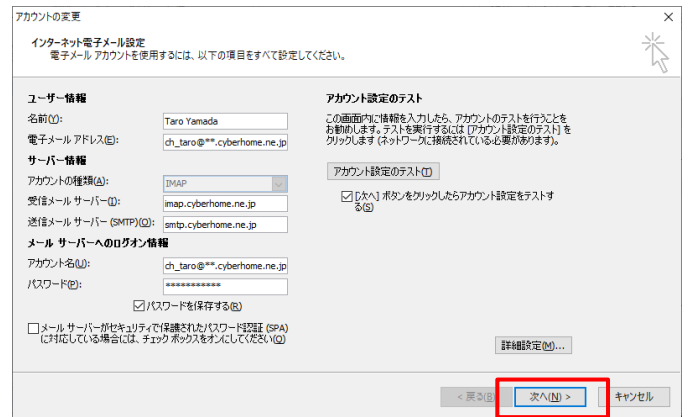 アカウントの変更
インターネット電子メール設定
電子メール アカウントを使用するには、以下の項目をすべて設定してください。
ユーザー情報
名前(Y):
Taro Yamada
電子メール アドレス(E):
ch_taro@**.cyberhome.ne.jp
サーバー情報
アカウントの種類(A):
IMAP
受信メール サーバー(I):
imap.cyberhome.ne.jp
送信メール サーバー (SMTP)(O):
smtp.cyberhome.ne.jp
メール サーバーへのログオン情報
アカウント名(U):
ch_taro@**.cyberhome.ne.jp
パスワード(P):
***********
パスワードを保存する(R)
メール サーバーがセキュリティで保護されたパスワード認証 (SPA)
に対応している場合には、チェック ボックスをオンにしてください(Q)
アカウント設定のテスト
この画面内に情報を入力したら、アカウントのテストを行うことを
お勧めします。テストを実行するには [アカウント設定のテスト] を
クリックします (ネットワークに接続されている必要があります)。
アカウント設定のテスト(T)
[次へ] ボタンをクリックしたらアカウント設定をテストす
る(S)
詳細設定(M)...
< 戻る(B)
次へ(N) >
キャンセル